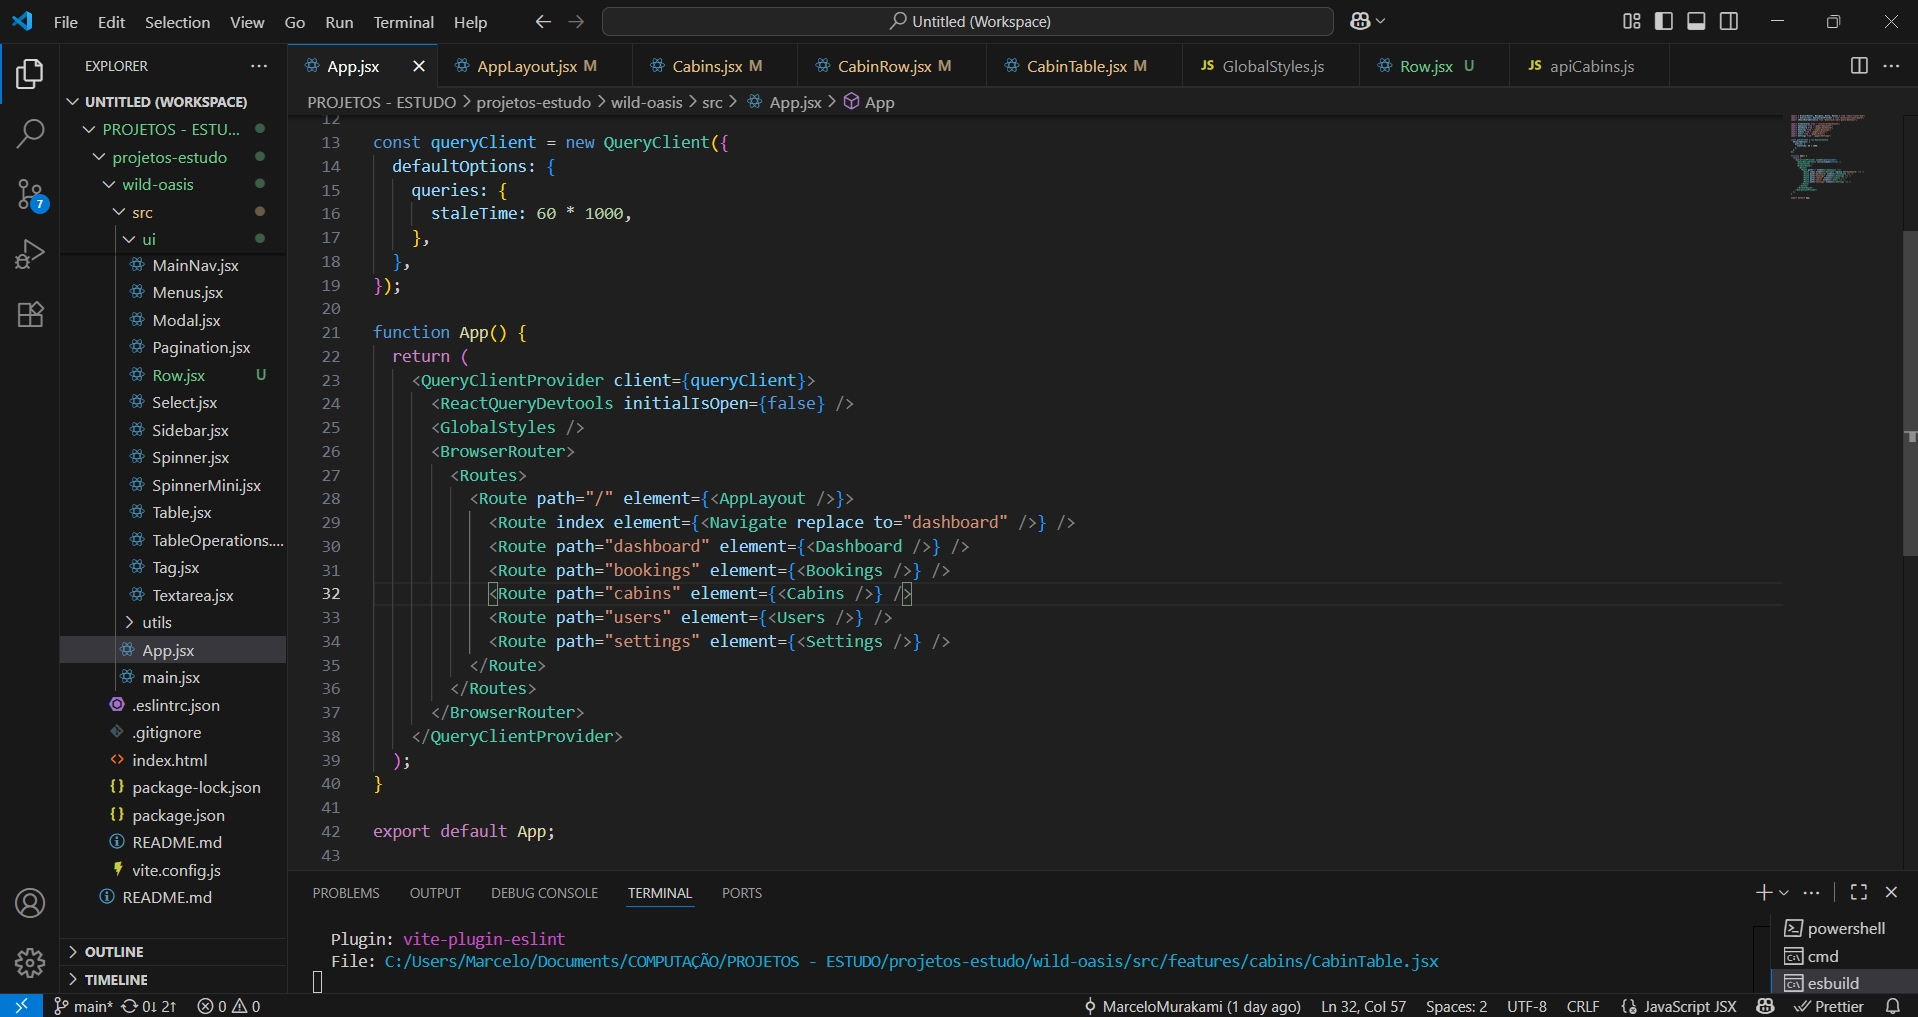 File Edit Selection View Go Run Terminal Help
Untitled (Workspace)
EXPLORER
UNTITLED (WORKSPACE)
PROJETOS - ESTU...
projetos-estudo
wild-oasis
src
ui
MainNav.jsx
Menus.jsx
Modal.jsx
Pagination.jsx
Row.jsx U
Select.jsx
Sidebar.jsx
Spinner.jsx
SpinnerMini.jsx
Table.jsx
TableOperations....
Tag.jsx
Textarea.jsx
utils
App.jsx
main.jsx
.eslintrc.json
.gitignore
index.html
package-lock.json
package.json
README.md
vite.config.js
README.md
OUTLINE
TIMELINE
7
App.jsx AppLayout.jsx M Cabins.jsx M CabinRow.jsx M CabinTable.jsx M JS GlobalStyles.js Row.jsx U JS apiCabins.js
PROJETOS - ESTUDO > projetos-estudo > wild-oasis > src > App.jsx > App
12
13 const queryClient = new QueryClient({
14 defaultOptions: {
15 queries: {
16 staleTime: 60 * 1000,
17 },
18 },
19 });
20
21 function App() {
22 return (
23 <QueryClientProvider client={queryClient}>
24 <ReactQueryDevtools initialIsOpen={false} />
25 <GlobalStyles />
26 <BrowserRouter>
27 <Routes>
28 <Route path="/" element={<AppLayout />}>
29 <Route index element={<Navigate replace to="dashboard" />} />
30 <Route path="dashboard" element={<Dashboard />} />
31 <Route path="bookings" element={<Bookings />} />
32 <Route path="cabins" element={<Cabins />} />
33 <Route path="users" element={<Users />} />
34 <Route path="settings" element={<Settings />} />
35 </Route>
36 </Routes>
37 </BrowserRouter>
38 </QueryClientProvider>
39 );
40 }
41
42 export default App;
43
PROBLEMS OUTPUT DEBUG CONSOLE TERMINAL PORTS
Plugin: vite-plugin-eslint
File: C:/Users/Marcelo/Documents/COMPUTAÇÃO/PROJETOS - ESTUDO/projetos-estudo/wild-oasis/src/features/cabins/CabinTable.jsx
powershell
cmd
esbuild
main* 0↓ 2↑ 0 0 MarceloMurakami (1 day ago) Ln 32, Col 57 Spaces: 2 UTF-8 CRLF {} JavaScript JSX Prettier